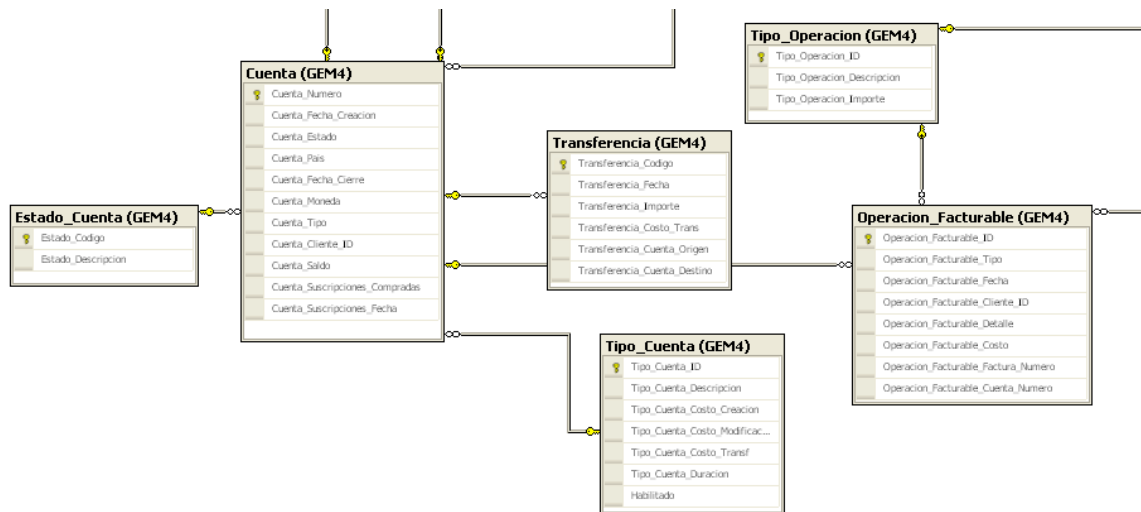 Cuenta (GEM4)
Cuenta_Numero
Cuenta_Fecha_Creacion
Cuenta_Estado
Cuenta_Pais
Cuenta_Fecha_Cierre
Cuenta_Moneda
Cuenta_Tipo
Cuenta_Cliente_ID
Cuenta_Saldo
Cuenta_Suscripciones_Compradas
Cuenta_Suscripciones_Fecha
Estado_Cuenta (GEM4)
Estado_Codigo
Estado_Descripcion
Transferencia (GEM4)
Transferencia_Codigo
Transferencia_Fecha
Transferencia_Importe
Transferencia_Costo_Trans
Transferencia_Cuenta_Origen
Transferencia_Cuenta_Destino
Tipo_Cuenta (GEM4)
Tipo_Cuenta_ID
Tipo_Cuenta_Descripcion
Tipo_Cuenta_Costo_Creacion
Tipo_Cuenta_Costo_Modificac...
Tipo_Cuenta_Costo_Transf
Tipo_Cuenta_Duracion
Habilitado
Tipo_Operacion (GEM4)
Tipo_Operacion_ID
Tipo_Operacion_Descripcion
Tipo_Operacion_Importe
Operacion_Facturable (GEM4)
Operacion_Facturable_ID
Operacion_Facturable_Tipo
Operacion_Facturable_Fecha
Operacion_Facturable_Cliente_ID
Operacion_Facturable_Detalle
Operacion_Facturable_Costo
Operacion_Facturable_Factura_Numero
Operacion_Facturable_Cuenta_Numero